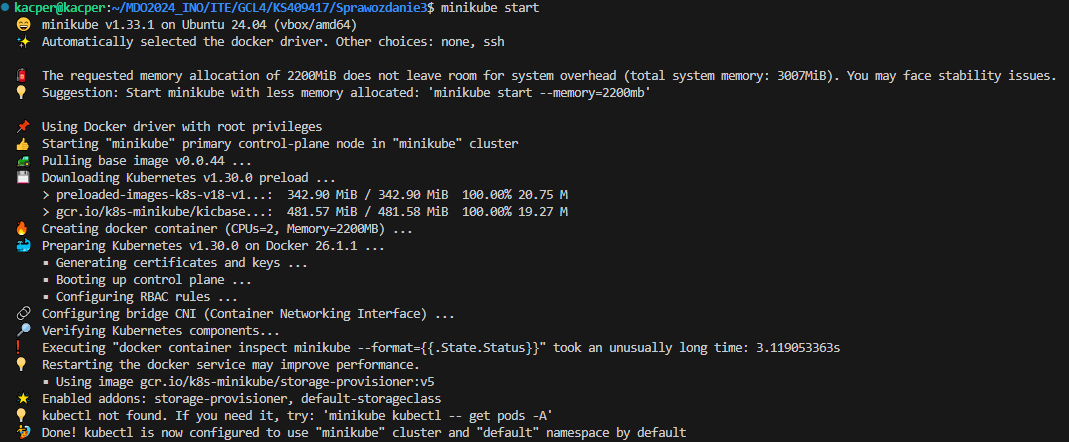 kacper@kacper:~/MDO2024_INO/ITE/GCL4/KS409417/Sprawozdanie3$ minikube start
😄 minikube v1.33.1 on Ubuntu 24.04 (vbox/amd64)
✨ Automatically selected the docker driver. Other choices: none, ssh
🧯 The requested memory allocation of 2200MiB does not leave room for system overhead (total system memory: 3007MiB). You may face stability issues.
💡 Suggestion: Start minikube with less memory allocated: 'minikube start --memory=2200mb'
📌 Using Docker driver with root privileges
👍 Starting "minikube" primary control-plane node in "minikube" cluster
🚜 Pulling base image v0.0.44 ...
💾 Downloading Kubernetes v1.30.0 preload ...
> preloaded-images-k8s-v18-v1...: 342.90 MiB / 342.90 MiB 100.00% 20.75 M
> gcr.io/k8s-minikube/kicbase...: 481.57 MiB / 481.58 MiB 100.00% 19.27 M
🔥 Creating docker container (CPUs=2, Memory=2200MB) ...
🐳 Preparing Kubernetes v1.30.0 on Docker 26.1.1 ...
▪ Generating certificates and keys ...
▪ Booting up control plane ...
▪ Configuring RBAC rules ...
🔗 Configuring bridge CNI (Container Networking Interface) ...
🔎 Verifying Kubernetes components...
❗ Executing "docker container inspect minikube --format={{.State.Status}}" took an unusually long time: 3.119053363s
💡 Restarting the docker service may improve performance.
▪ Using image gcr.io/k8s-minikube/storage-provisioner:v5
🌟 Enabled addons: storage-provisioner, default-storageclass
💡 kubectl not found. If you need it, try: 'minikube kubectl -- get pods -A'
🏄 Done! kubectl is now configured to use "minikube" cluster and "default" namespace by default